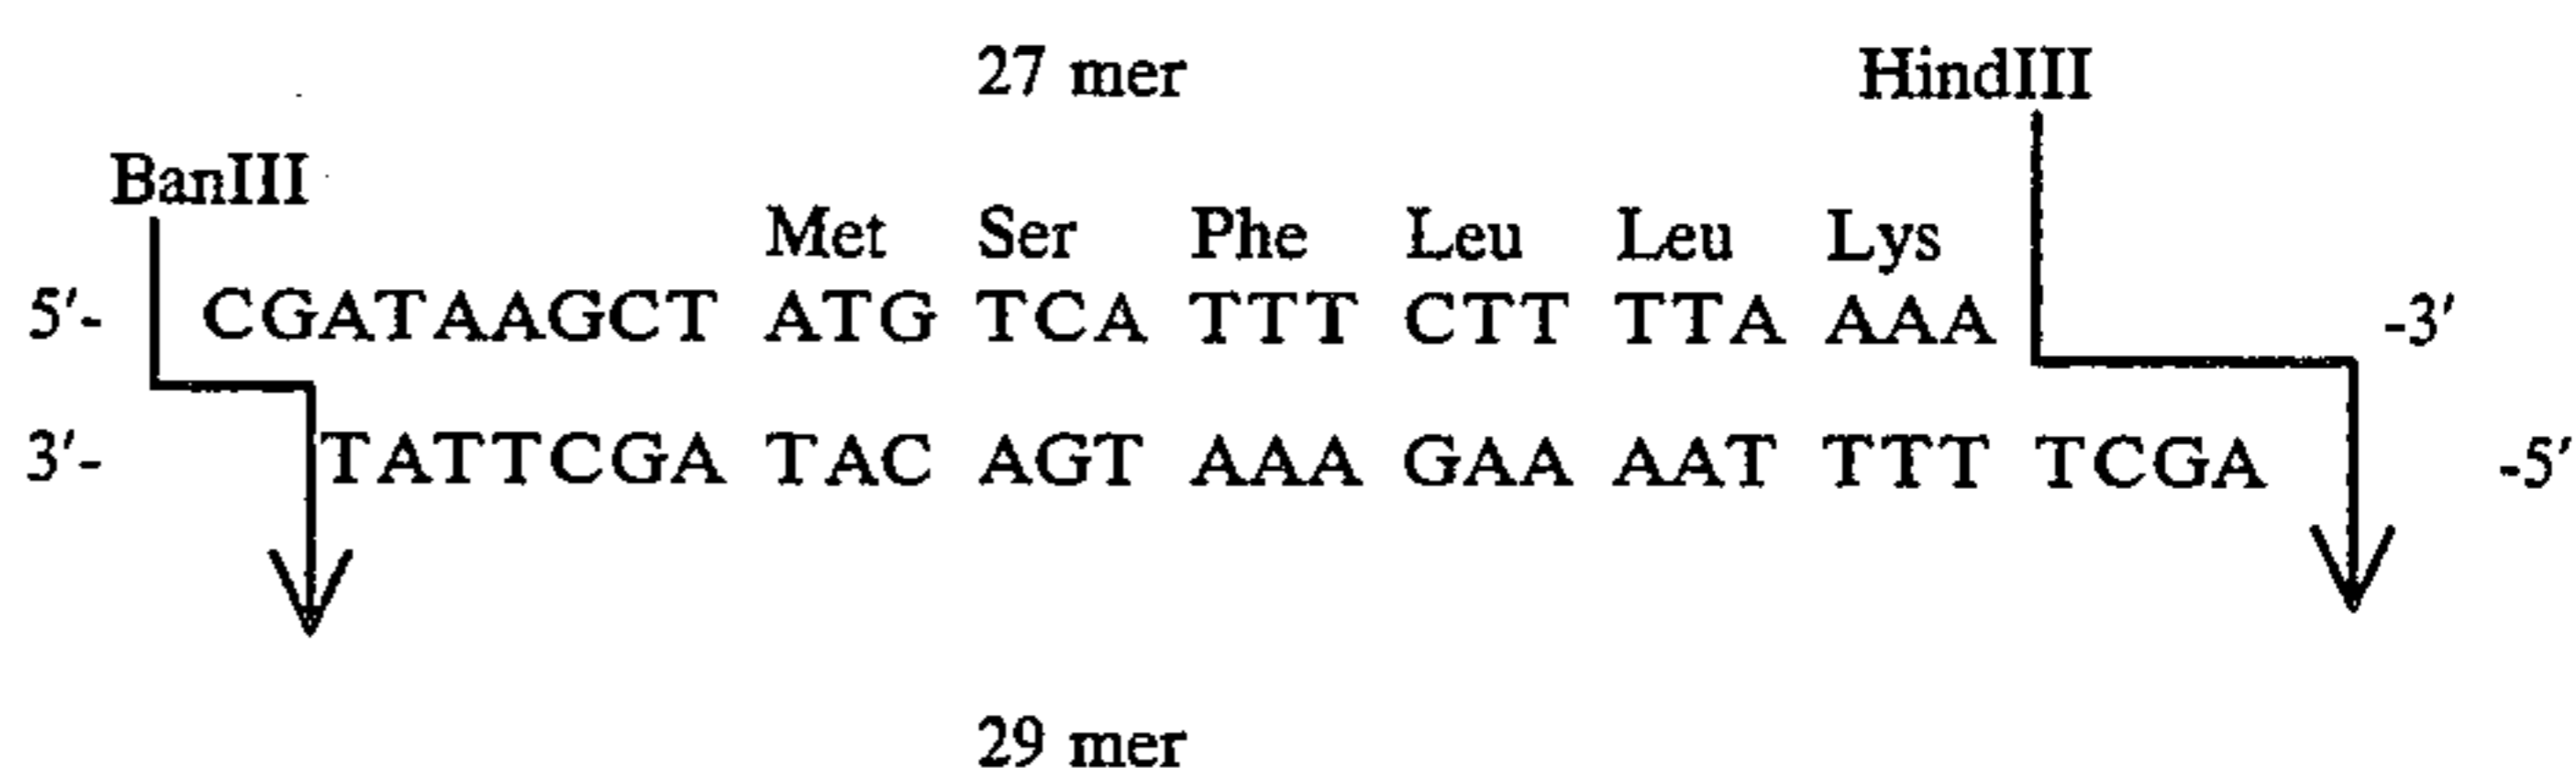 27 mer
HindIII
BanIII
Met Ser Phe Leu Leu Lys
5'- CGATAAGCT ATG TCA TTT CTT TTA AAA -3'
3'- TATTCGA TAC AGT AAA GAA AAT TTT TCGA -5'
29 mer